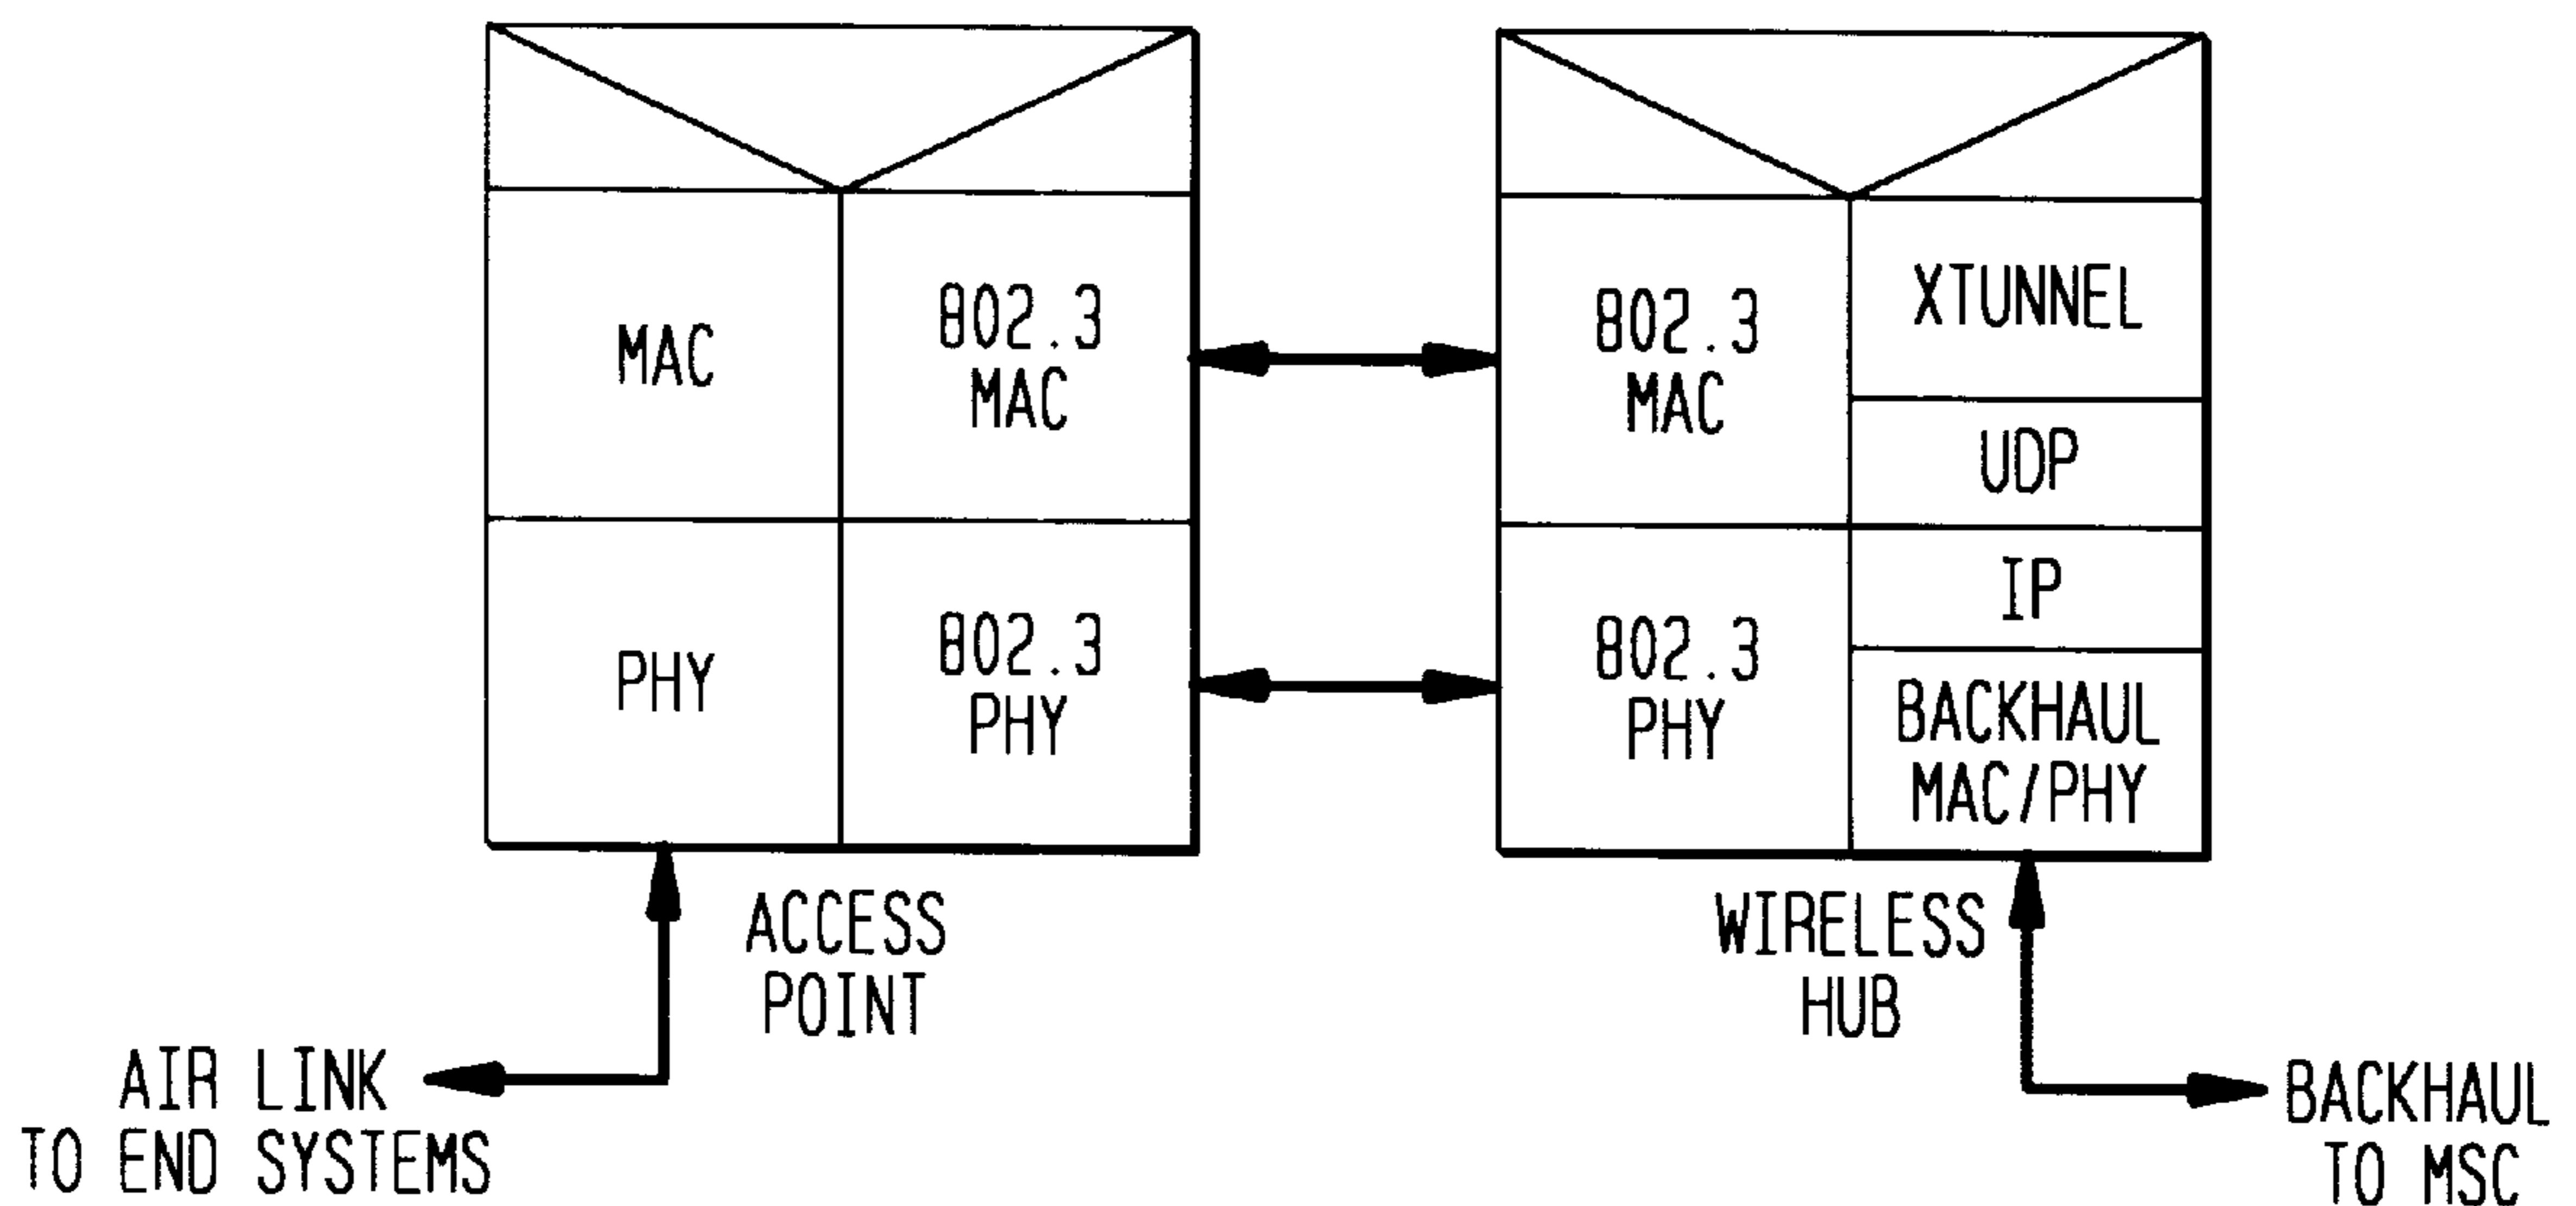 MAC
802.3
MAC
PHY
802.3
PHY
802.3
MAC
XTUNNEL
UDP
802.3
PHY
IP
BACKHAUL
MAC/PHY
ACCESS
POINT
WIRELESS
HUB
AIR LINK
TO END SYSTEMS
BACKHAUL
TO MSC